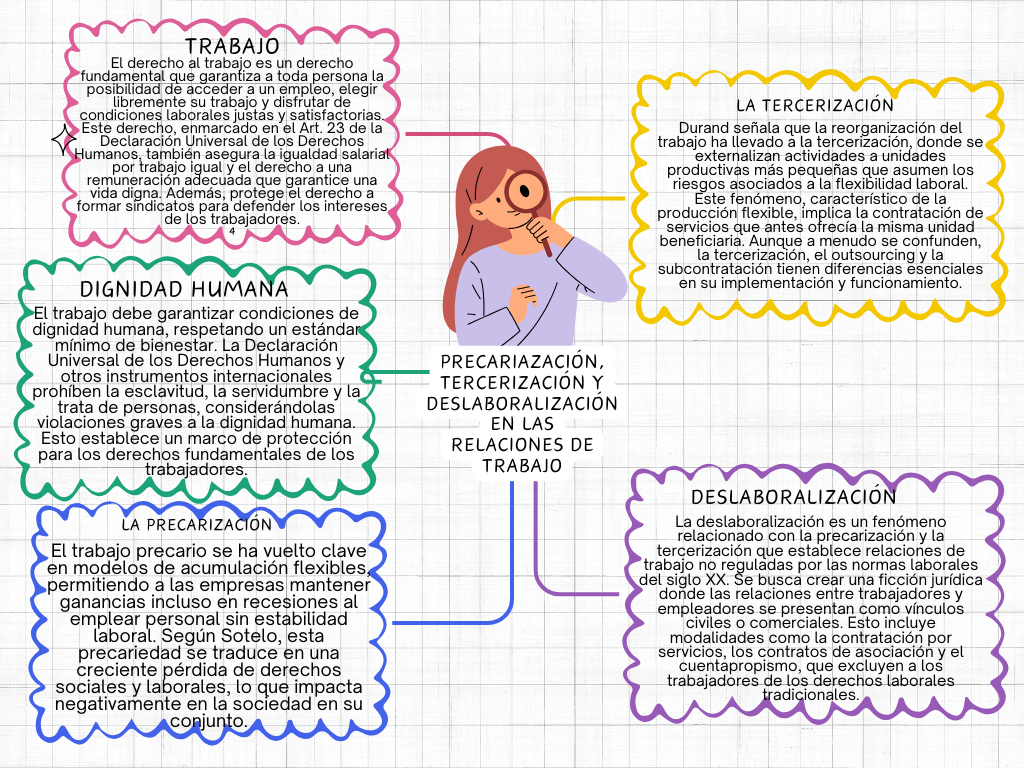 TRABAJO
El derecho al trabajo es un derecho
fundamental que garantiza a toda persona la
posibilidad de acceder a un empleo, elegir
libremente su trabajo y disfrutar de
condiciones laborales justas y satisfactorias.
Este derecho, enmarcado en el Art. 23 de la
Declaración Universal de los Derechos
Humanos, también asegura la igualdad salarial
por trabajo igual y el derecho a una
remuneración adecuada que garantice una
vida digna. Además, protege el derecho a
formar sindicatos para defender los intereses
de los trabajadores.
4
DIGNIDAD HUMANA
El trabajo debe garantizar condiciones de
dignidad humana, respetando un estándar
mínimo de bienestar. La Declaración
Universal de los Derechos Humanos y
otros instrumentos internacionales
prohíben la esclavitud, la servidumbre y la
trata de personas, considerándolas
violaciones graves a la dignidad humana.
Esto establece un marco de protección
para los derechos fundamentales de los
trabajadores.
LA PRECARIZACIÓN
El trabajo precario se ha vuelto clave
en modelos de acumulación flexibles,
permitiendo a las empresas mantener
ganancias incluso en recesiones al
emplear personal sin estabilidad
laboral. Según Sotelo, esta
precariedad se traduce en una
creciente pérdida de derechos
sociales y laborales, lo que impacta
negativamente en la sociedad en su
conjunto.
PRECARIAZACIÓN,
TERCERIZACIÓN Y
DESLABORALIZACIÓN
EN LAS
RELACIONES DE
TRABAJO
LA TERCERIZACIÓN
Durand señala que la reorganización del
trabajo ha llevado a la tercerización, donde se
externalizan actividades a unidades
productivas más pequeñas que asumen los
riesgos asociados a la flexibilidad laboral.
Este fenómeno, característico de la
producción flexible, implica la contratación de
servicios que antes ofrecía la misma unidad
beneficiaria. Aunque a menudo se confunden,
la tercerización, el outsourcing y la
subcontratación tienen diferencias esenciales
en su implementación y funcionamiento.
DESLABORALIZACIÓN
La deslaboralización es un fenómeno
relacionado con la precarización y la
tercerización que establece relaciones de
trabajo no reguladas por las normas laborales
del siglo XX. Se busca crear una ficción jurídica
donde las relaciones entre trabajadores y
empleadores se presentan como vínculos
civiles o comerciales. Esto incluye
modalidades como la contratación por
servicios, los contratos de asociación y el
cuentapropismo, que excluyen a los
trabajadores de los derechos laborales
tradicionales.